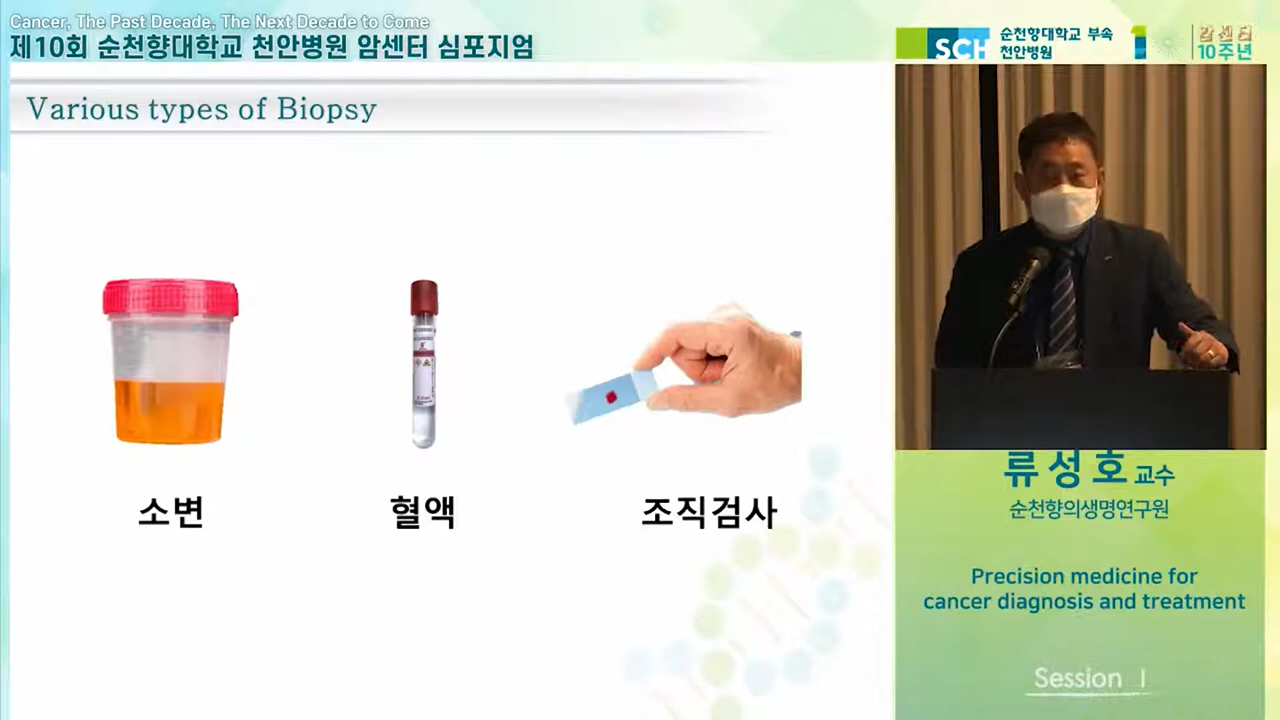 Cancer, The Past Decade, The Next Decade to Come
제10회 순천향대학교 천안병원 암센터 심포지엄
SCH
순천향대학교 부속
천안병원
암센터
10주년
Various types of Biopsy
소변
혈액
조직검사
류성호 교수
순천향의생명연구원
Precision medicine for
cancer diagnosis and treatment
Session I